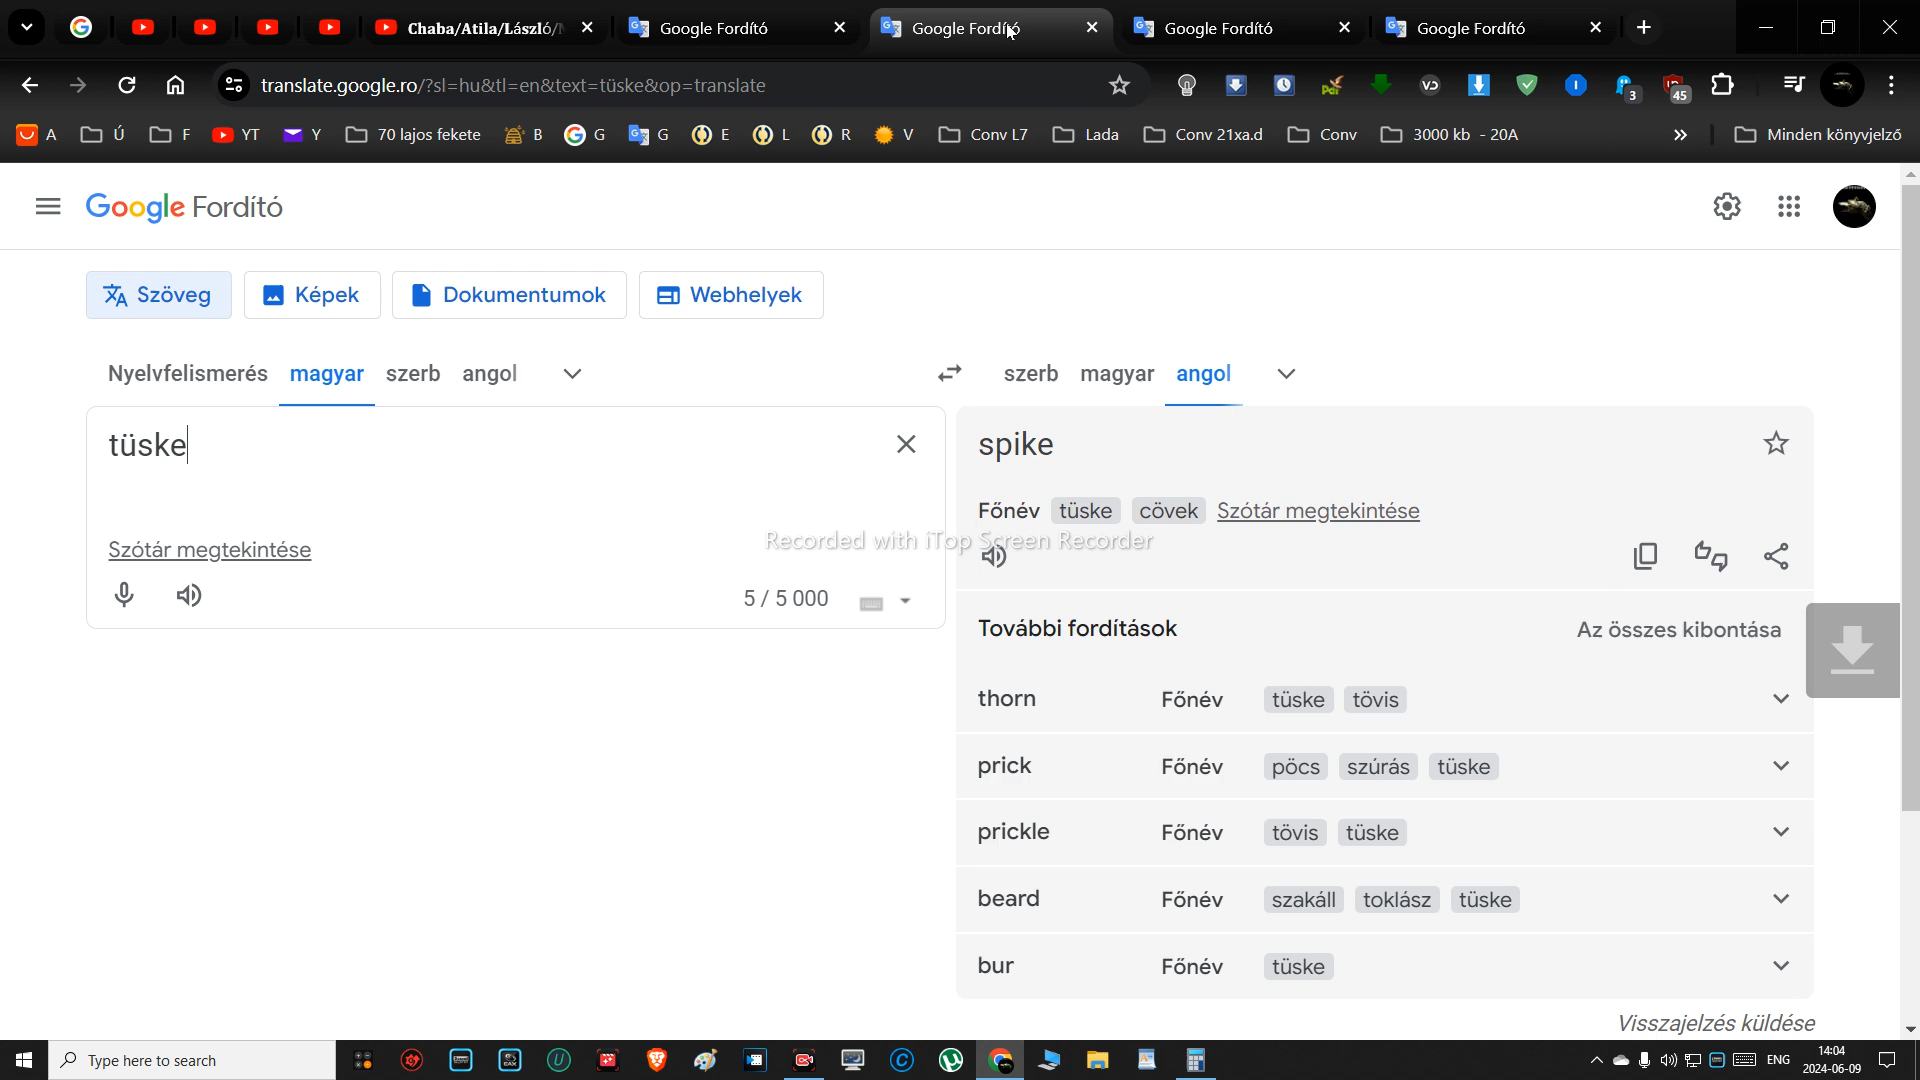 Chaba/Atila/László/
Google Fordító
Google Fordító
Google Fordító
Google Fordító
translate.google.ro/?sl=hu&tl=en&text=tüske&op=translate
3
45
A
Ú
F
YT
Y
70 lajos fekete
B
G
G
E
L
R
V
Conv L7
Lada
Conv 21xa.d
Conv
3000 kb - 20A
»
Minden könyvjelző
Google Fordító
Szöveg
Képek
Dokumentumok
Webhelyek
Nyelvfelismerés magyar szerb angol
szerb magyar angol
tüske
spike
Főnév tüske cövek Szótár megtekintése
Recorded with iTop Screen Recorder
Szótár megtekintése
5 / 5 000
További fordítások
Az összes kibontása
thorn Főnév tüske tövis
prick Főnév pöcs szúrás tüske
prickle Főnév tövis tüske
beard Főnév szakáll toklász tüske
bur Főnév tüske
Visszajelzés küldése
Type here to search
ENG
14:04
2024-06-09